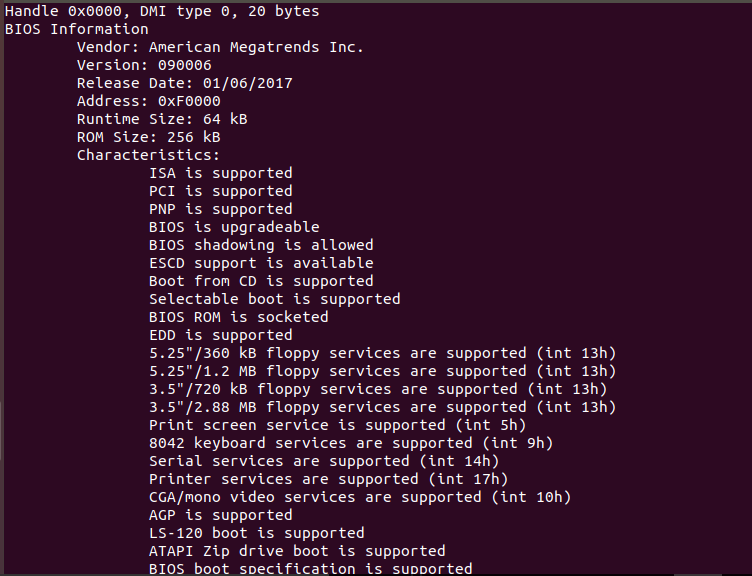 Handle 0x0000, DMI type 0, 20 bytes
BIOS Information
Vendor: American Megatrends Inc.
Version: 090006
Release Date: 01/06/2017
Address: 0xF0000
Runtime Size: 64 kB
ROM Size: 256 kB
Characteristics:
ISA is supported
PCI is supported
PNP is supported
BIOS is upgradeable
BIOS shadowing is allowed
ESCD support is available
Boot from CD is supported
Selectable boot is supported
BIOS ROM is socketed
EDD is supported
5.25"/360 kB floppy services are supported (int 13h)
5.25"/1.2 MB floppy services are supported (int 13h)
3.5"/720 kB floppy services are supported (int 13h)
3.5"/2.88 MB floppy services are supported (int 13h)
Print screen service is supported (int 5h)
8042 keyboard services are supported (int 9h)
Serial services are supported (int 14h)
Printer services are supported (int 17h)
CGA/mono video services are supported (int 10h)
AGP is supported
LS-120 boot is supported
ATAPI Zip drive boot is supported
BIOS boot specification is supported